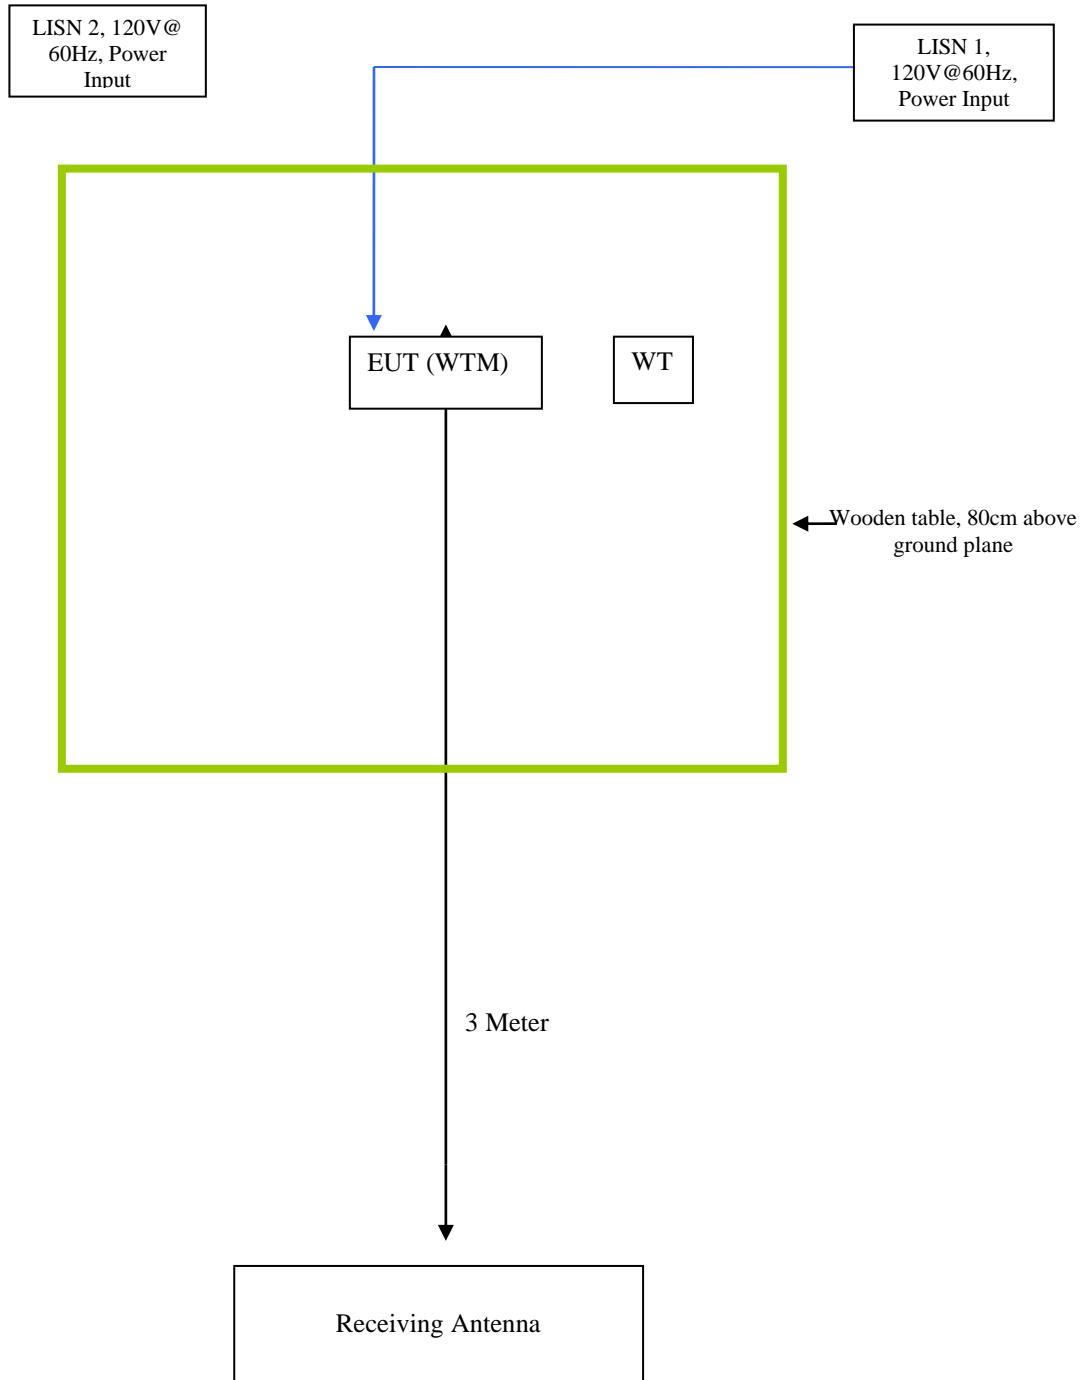 LISN 2, 120V@
60Hz, Power
Input
LISN 1,
120V@60Hz,
Power Input
EUT (WTM)
WT
Wooden table, 80cm above
ground plane
3 Meter
Receiving Antenna